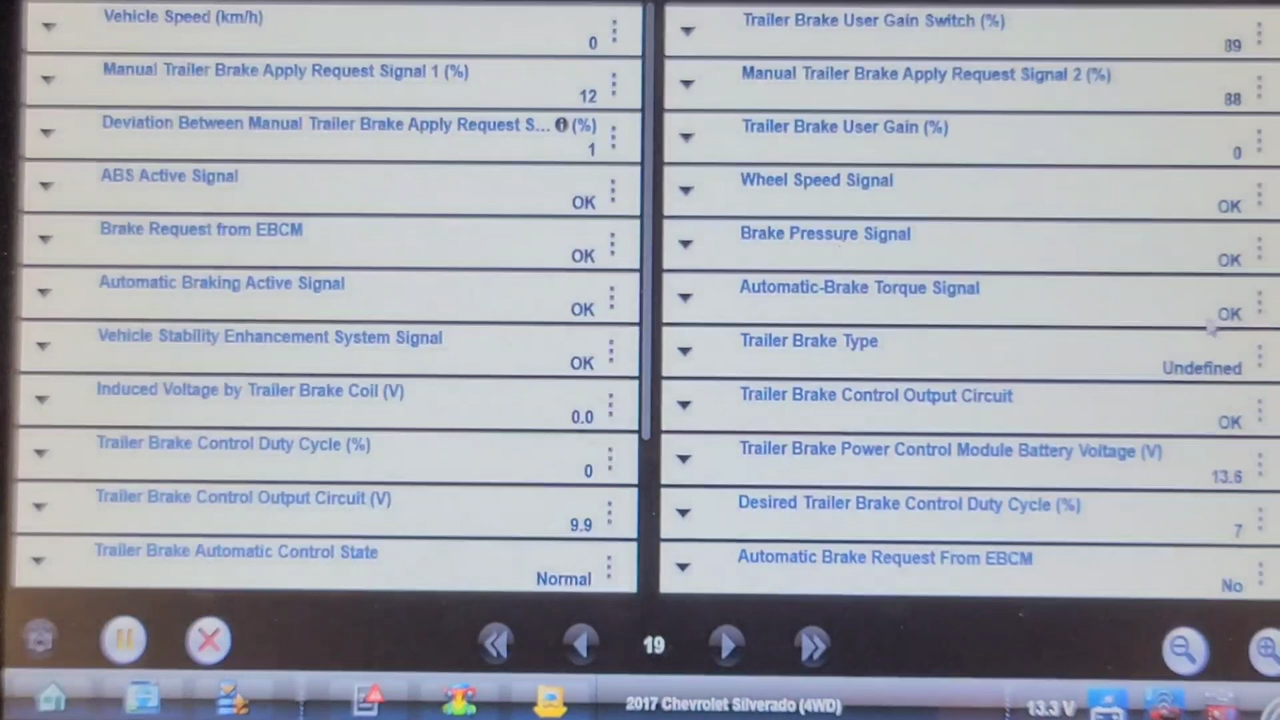 Vehicle Speed (km/h)
0
Trailer Brake User Gain Switch (%)
89
Manual Trailer Brake Apply Request Signal 1 (%)
12
Manual Trailer Brake Apply Request Signal 2 (%)
88
Deviation Between Manual Trailer Brake Apply Request S... (%)
1
Trailer Brake User Gain (%)
0
ABS Active Signal
OK
Wheel Speed Signal
OK
Brake Request from EBCM
OK
Brake Pressure Signal
OK
Automatic Braking Active Signal
OK
Automatic-Brake Torque Signal
OK
Vehicle Stability Enhancement System Signal
OK
Trailer Brake Type
Undefined
Induced Voltage by Trailer Brake Coil (V)
0.0
Trailer Brake Control Output Circuit
OK
Trailer Brake Control Duty Cycle (%)
0
Trailer Brake Power Control Module Battery Voltage (V)
13.6
Trailer Brake Control Output Circuit (V)
9.9
Desired Trailer Brake Control Duty Cycle (%)
7
Trailer Brake Automatic Control State
Normal
Automatic Brake Request From EBCM
No
19
2017 Chevrolet Silverado (4WD)
13.3 V